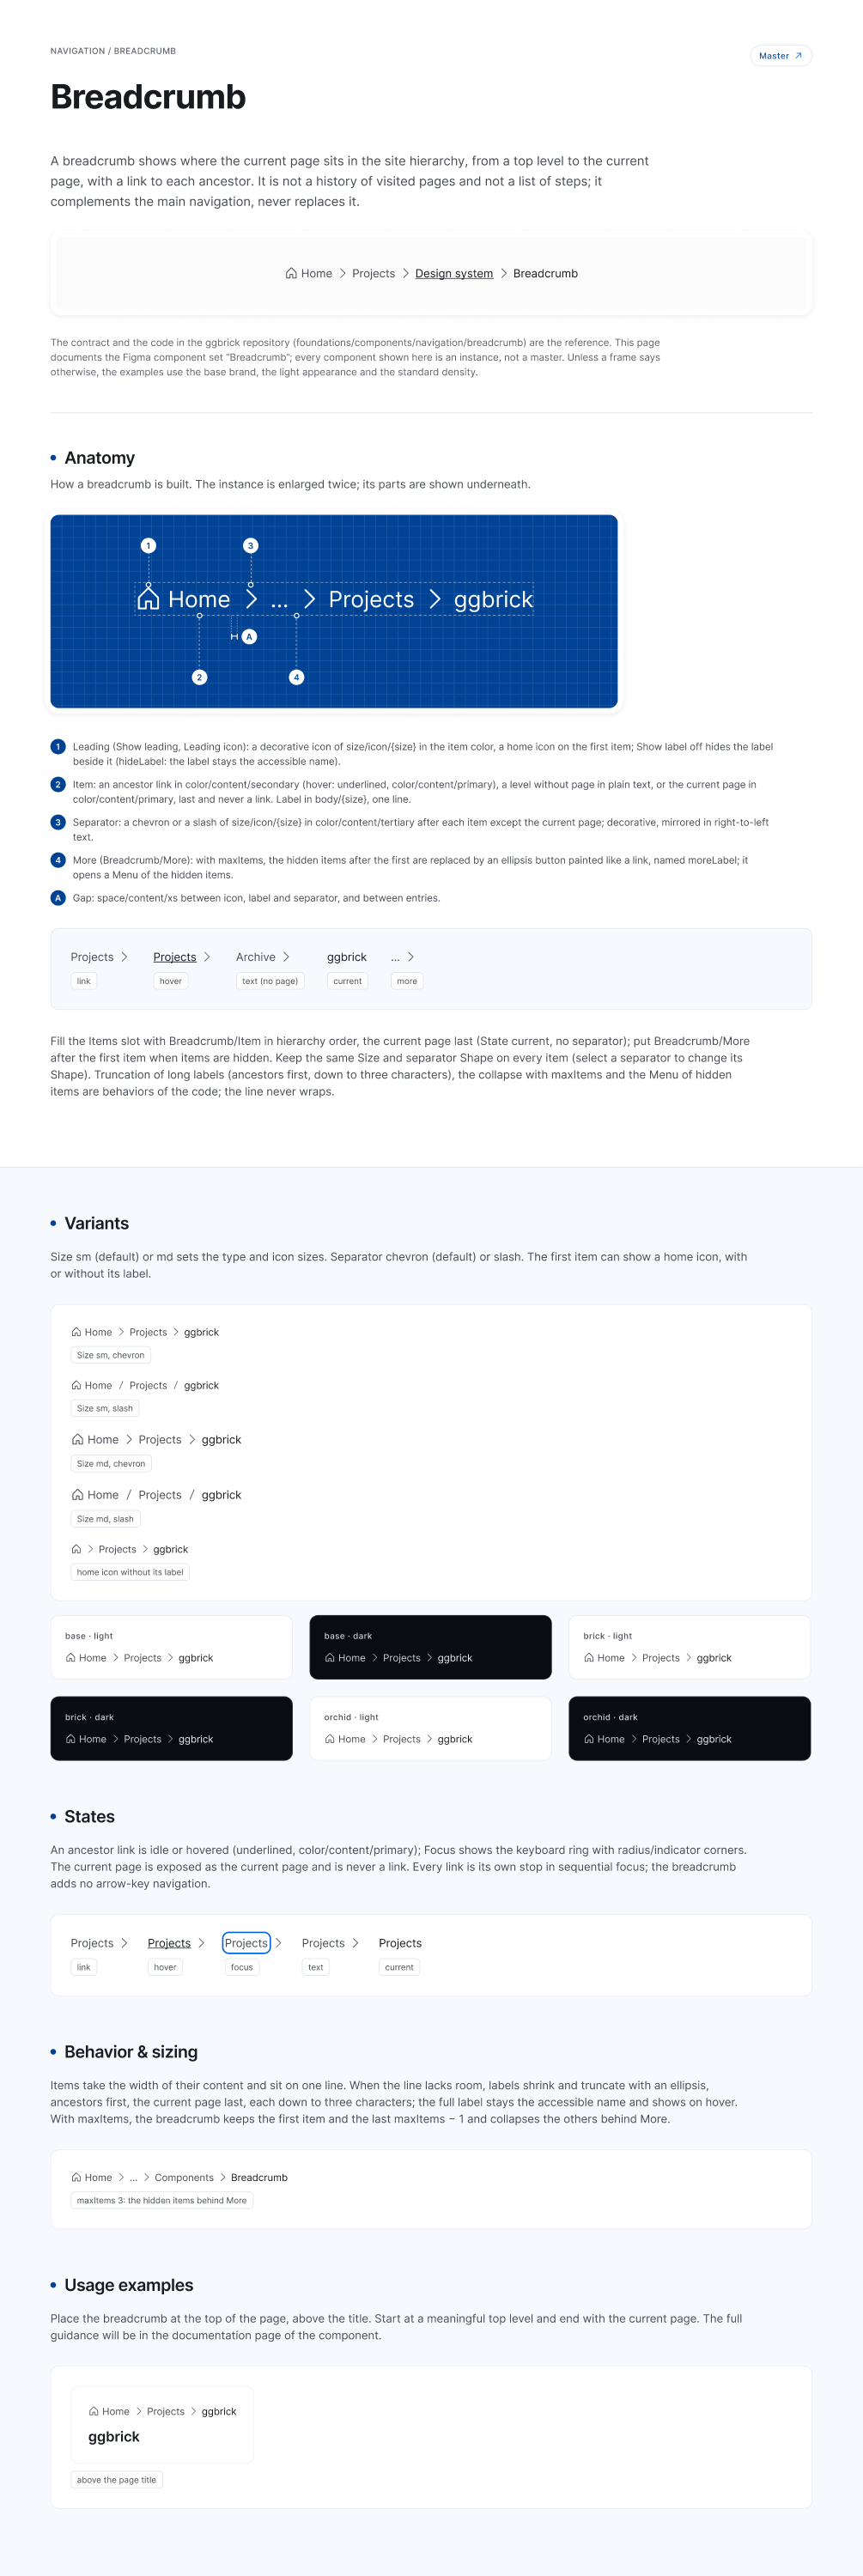 NAVIGATION / BREADCRUMB
Master ↗
Breadcrumb
A breadcrumb shows where the current page sits in the site hierarchy, from a top level to the current
page, with a link to each ancestor. It is not a history of visited pages and not a list of steps; it
complements the main navigation, never replaces it.
Home > Projects > Design system > Breadcrumb
The contract and the code in the ggbrick repository (foundations/components/navigation/breadcrumb) are the reference. This page
documents the Figma component set “Breadcrumb”; every component shown here is an instance, not a master. Unless a frame says
otherwise, the examples use the base brand, the light appearance and the standard density.
Anatomy
How a breadcrumb is built. The instance is enlarged twice; its parts are shown underneath.
1 3
Home > ... > Projects > ggbrick
A
2 4
1 Leading (Show leading, Leading icon): a decorative icon of size/icon/{size} in the item color, a home icon on the first item; Show label off hides the label
beside it (hideLabel: the label stays the accessible name).
2 Item: an ancestor link in color/content/secondary (hover: underlined, color/content/primary), a level without page in plain text, or the current page in
color/content/primary, last and never a link. Label in body/{size}, one line.
3 Separator: a chevron or a slash of size/icon/{size} in color/content/tertiary after each item except the current page; decorative, mirrored in right-to-left
text.
4 More (Breadcrumb/More): with maxItems, the hidden items after the first are replaced by an ellipsis button painted like a link, named moreLabel; it
opens a Menu of the hidden items.
A Gap: space/content/xs between icon, label and separator, and between entries.
Projects > Projects > Archive > ggbrick ... >
link hover text (no page) current more
Fill the Items slot with Breadcrumb/Item in hierarchy order, the current page last (State current, no separator); put Breadcrumb/More
after the first item when items are hidden. Keep the same Size and separator Shape on every item (select a separator to change its
Shape). Truncation of long labels (ancestors first, down to three characters), the collapse with maxItems and the Menu of hidden
items are behaviors of the code; the line never wraps.
Variants
Size sm (default) or md sets the type and icon sizes. Separator chevron (default) or slash. The first item can show a home icon, with
or without its label.
Home > Projects > ggbrick
Size sm, chevron
Home / Projects / ggbrick
Size sm, slash
Home > Projects > ggbrick
Size md, chevron
Home / Projects / ggbrick
Size md, slash
> Projects > ggbrick
home icon without its label
base · light base · dark brick · light
Home > Projects > ggbrick Home > Projects > ggbrick Home > Projects > ggbrick
brick · dark orchid · light orchid · dark
Home > Projects > ggbrick Home > Projects > ggbrick Home > Projects > ggbrick
States
An ancestor link is idle or hovered (underlined, color/content/primary); Focus shows the keyboard ring with radius/indicator corners.
The current is exposed as the current page and is never a link. Every link is its own stop in sequential focus; the breadcrumb
adds no arrow-key navigation.
Projects > Projects > Projects > Projects > Projects
link hover focus text current
Behavior & sizing
Items take the width of their content and sit on one line. When the line lacks room, labels shrink and truncate with an ellipsis,
ancestors first, the current page last, each down to three characters; the full label stays the accessible name and shows on hover.
With maxItems, the breadcrumb keeps the first item and the last maxItems − 1 and collapses the others behind More.
Home > ... > Components > Breadcrumb
maxItems 3: the hidden items behind More
Usage examples
Place the breadcrumb at the top of the page, above the title. Start at a meaningful top level and end with the current page. The full
guidance will be in the documentation page of the component.
Home > Projects > ggbrick
ggbrick
above the page title